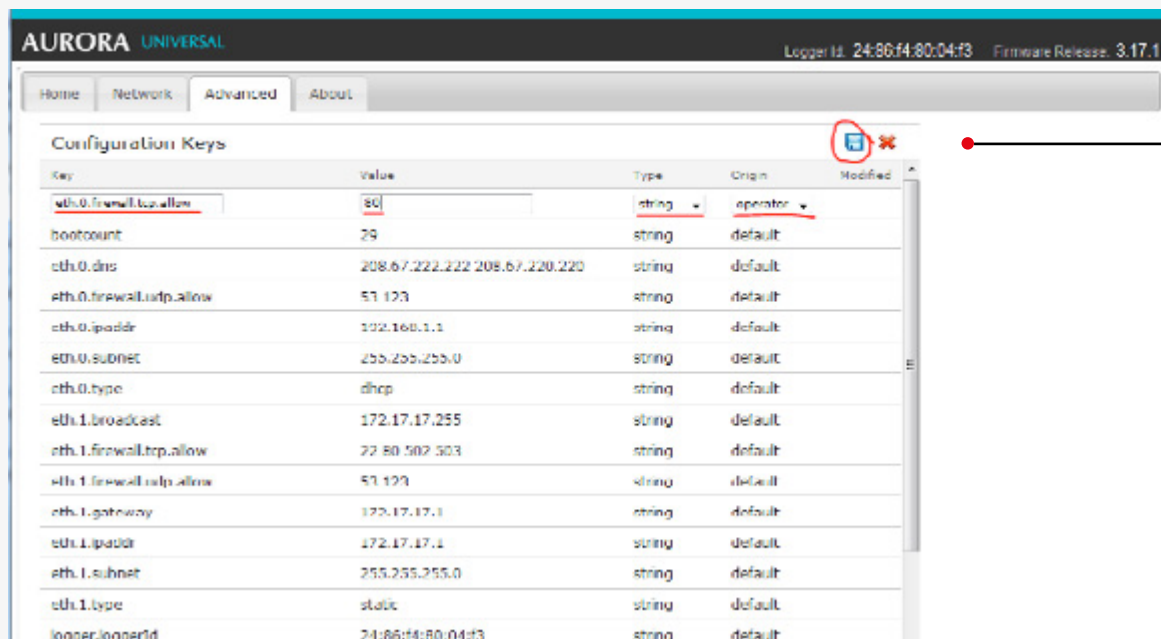 AURORA UNIVERSAL
Logger Id. 24:86:f4:80:04:f3 Firmware Release. 3.17.1
Home Network Advanced About
Configuration Keys
Key Value Type Origin Modified
eth.0.firewall.tcp.allow 80 string operator
bootcount 29 string default
eth.0.dns 208.67.222.222 208.67.220.220 string default
eth.0.firewall.udp.allow 53 123 string default
eth.0.ipaddr 192.168.1.1 string default
eth.0.subnet 255.255.255.0 string default
eth.0.type dhcp string default
eth.1.broadcast 172.17.17.255 string default
eth.1.firewall.tcp.allow 22 80 502 503 string default
eth.1.firewall.udp.allow 53 123 string default
eth.1.gateway 172.17.17.1 string default
eth.1.ipaddr 172.17.17.1 string default
eth.1.subnet 255.255.255.0 string default
eth.1.type static string default
logger.loggerId 24:86:f4:80:04:f3 string default